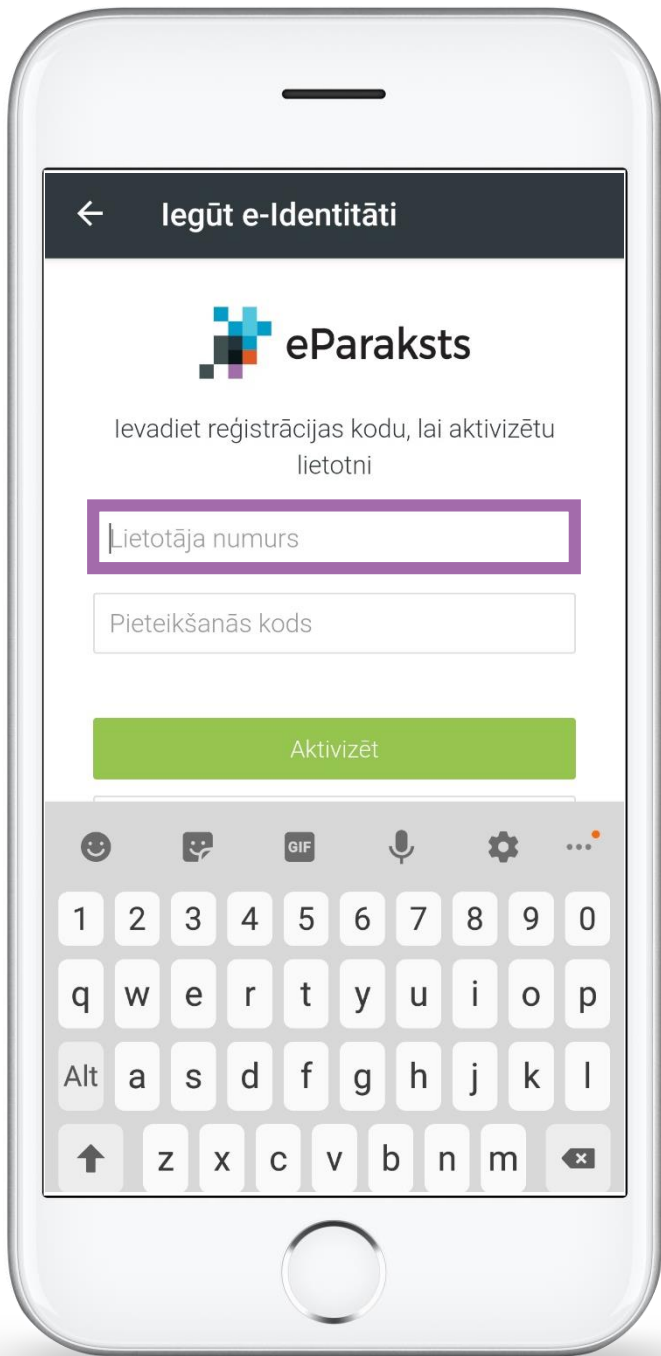 Iegūt e-Identitāti
eParaksts
Ievadiet reģistrācijas kodu, lai aktivizētu
lietotni
Lietotāja numurs
Pieteikšanās kods
Aktivizēt
GIF
1 2 3 4 5 6 7 8 9 0
q w e r t y u i o p
Alt a s d f g h j k l
z x c v b n m